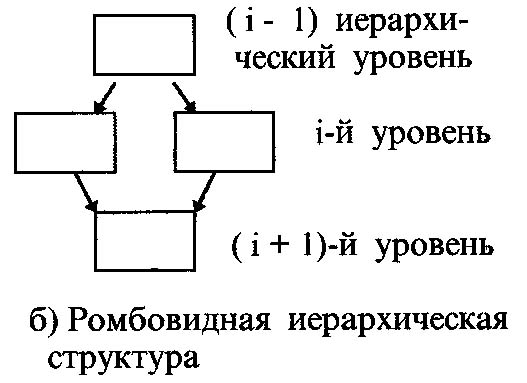 ( i - 1) иерархи-
ческий уровень
i-й уровень
( i + 1)-й уровень
б) Ромбовидная иерархическая
структура